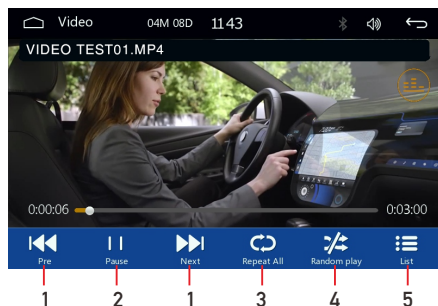 Video 04M 08D 11 43
VIDEO TEST01.MP4
0:00:06 0:03:00
Pre Pause Next Repeat All Random play List
1 2 1 3 4 5